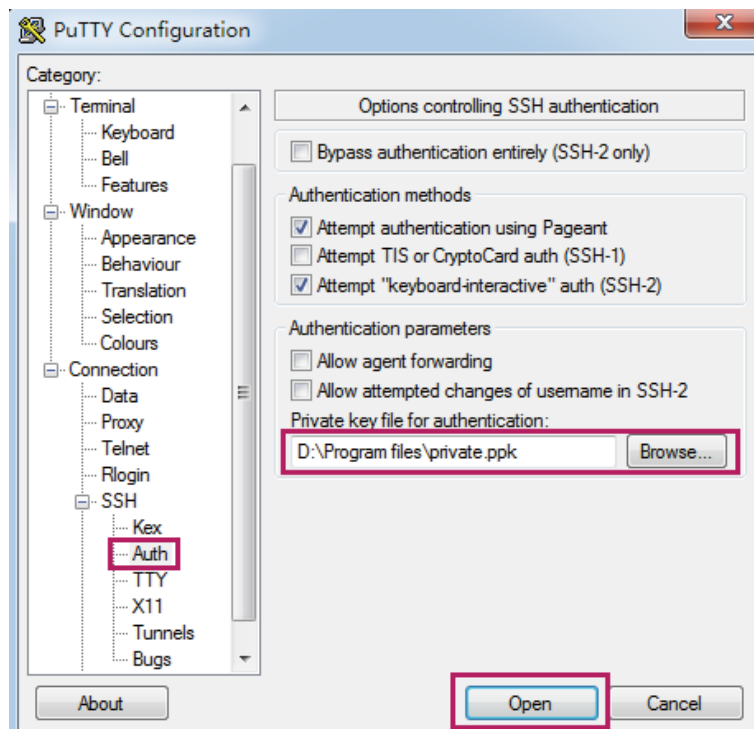 PuTTY Configuration
Category:
Terminal
Keyboard
Bell
Features
Window
Appearance
Behaviour
Translation
Selection
Colours
Connection
Data
Proxy
Telnet
Rlogin
SSH
Kex
Auth
TTY
X11
Tunnels
Bugs
Options controlling SSH authentication
Bypass authentication entirely (SSH-2 only)
Authentication methods
Attempt authentication using Pageant
Attempt TIS or CryptoCard auth (SSH-1)
Attempt "keyboard-interactive" auth (SSH-2)
Authentication parameters
Allow agent forwarding
Allow attempted changes of username in SSH-2
Private key file for authentication:
D:\Program files\private.ppk
Browse...
About
Open
Cancel